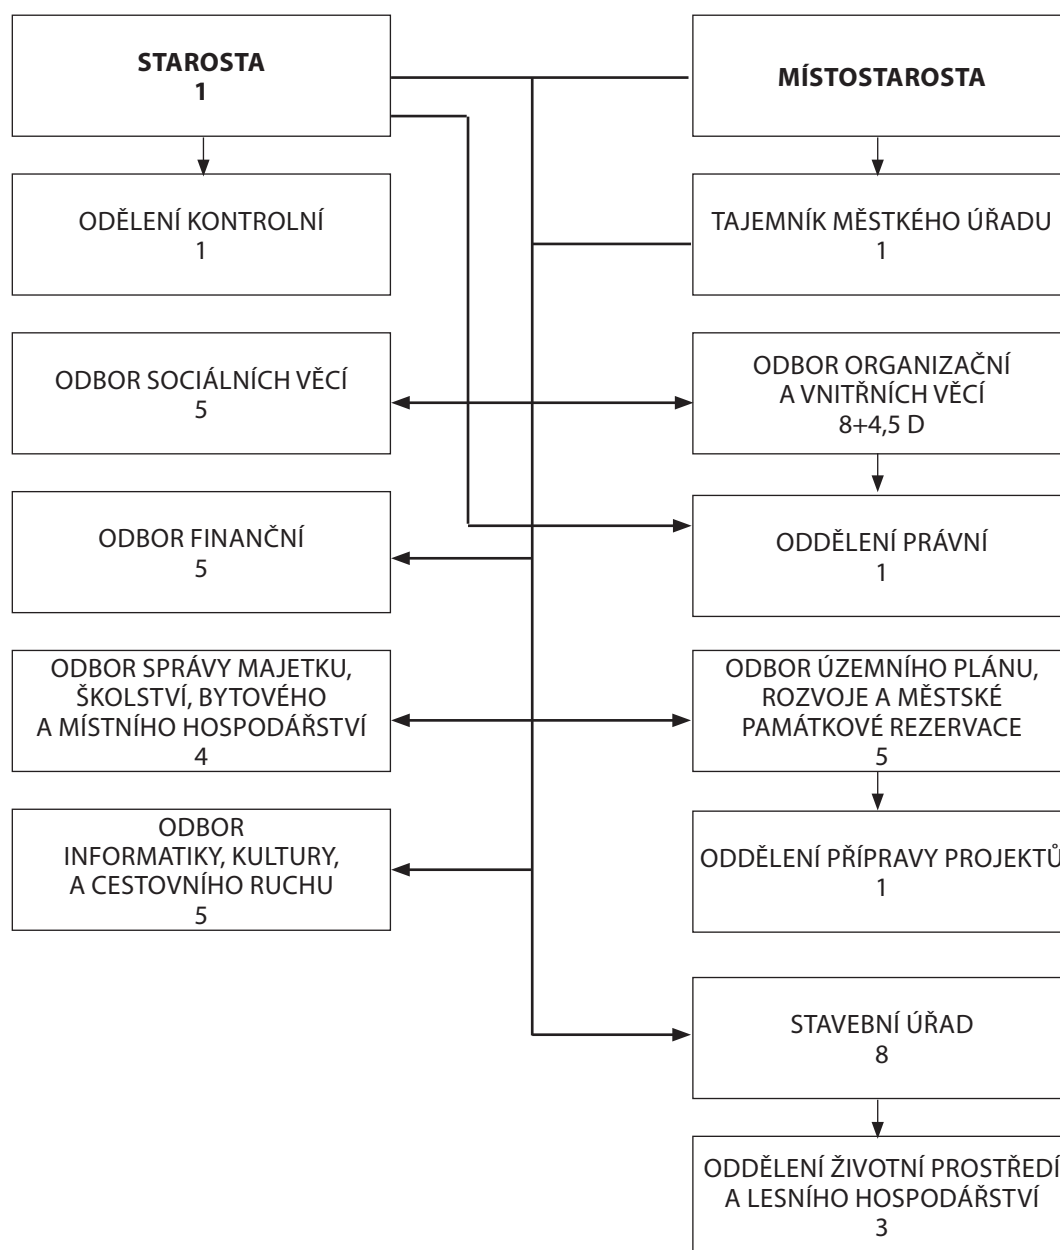 STAROSTA
1
MÍSTOSTAROSTA
ODĚLENÍ KONTROLNÍ
1
TAJEMNÍK MĚSTKÉHO ÚŘADU
1
ODBOR SOCIÁLNÍCH VĚCÍ
5
ODBOR ORGANIZAČNÍ
A VNITŘNÍCH VĚCÍ
8+4,5 D
ODBOR FINANČNÍ
5
ODDĚLENÍ PRÁVNÍ
1
ODBOR SPRÁVY MAJETKU,
ŠKOLSTVÍ, BYTOVÉHO
A MÍSTNÍHO HOSPODÁŘSTVÍ
4
ODBOR ÚZEMNÍHO PLÁNU,
ROZVOJE A MĚSTSKÉ
PAMÁTKOVÉ REZERVACE
5
ODBOR
INFORMATIKY, KULTURY,
A CESTOVNÍHO RUCHU
5
ODDĚLENÍ PŘÍPRAVY PROJEKTŮ
1
STAVEBNÍ ÚŘAD
8
ODDĚLENÍ ŽIVOTNÍ PROSTŘEDÍ
A LESNÍHO HOSPODÁŘSTVÍ
3